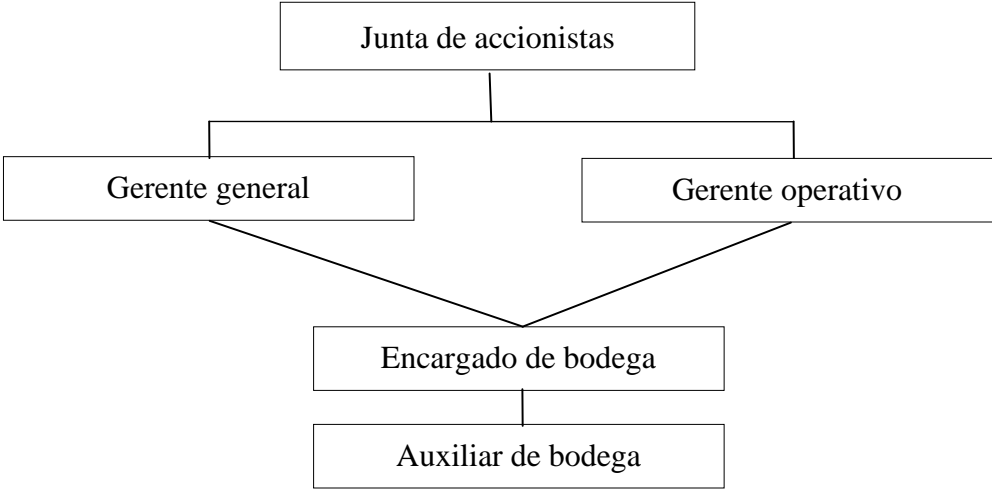 Junta de accionistas
Gerente general
Gerente operativo
Encargado de bodega
Auxiliar de bodega